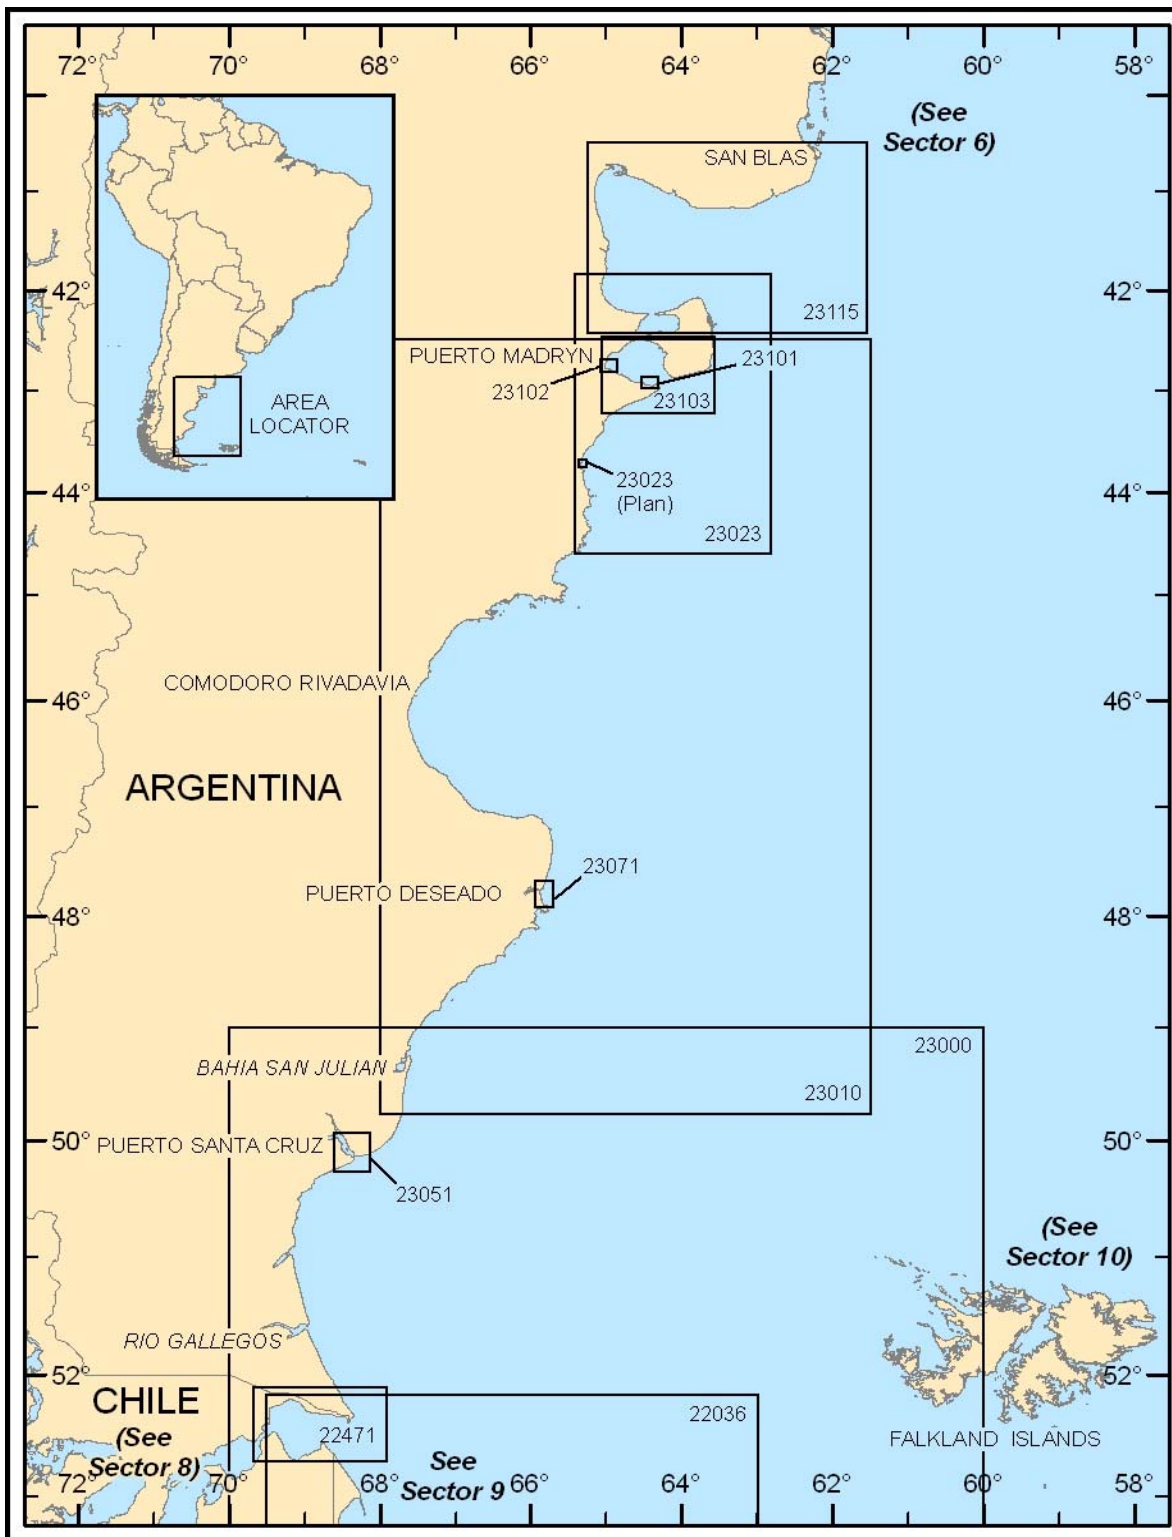 72° 70° 68° 66° 64° 62° 60° 58°
(See
Sector 6)
SAN BLAS
AREA
LOCATOR
42° 42°
23115
PUERTO MADRYN
23101
23102
23103
44° 44°
23023
(Plan)
23023
COMODORO RIVADAVIA
46° 46°
ARGENTINA
23071
PUERTO DESEADO
48° 48°
23000
BAHIA SAN JULIAN
23010
50° 50°
PUERTO SANTA CRUZ
23051
(See
Sector 10)
RIO GALLEGOS
52° 52°
CHILE
(See
Sector 8)
22036
22471
FALKLAND ISLANDS
See
Sector 9
72° 70° 68° 66° 64° 62° 60° 58°